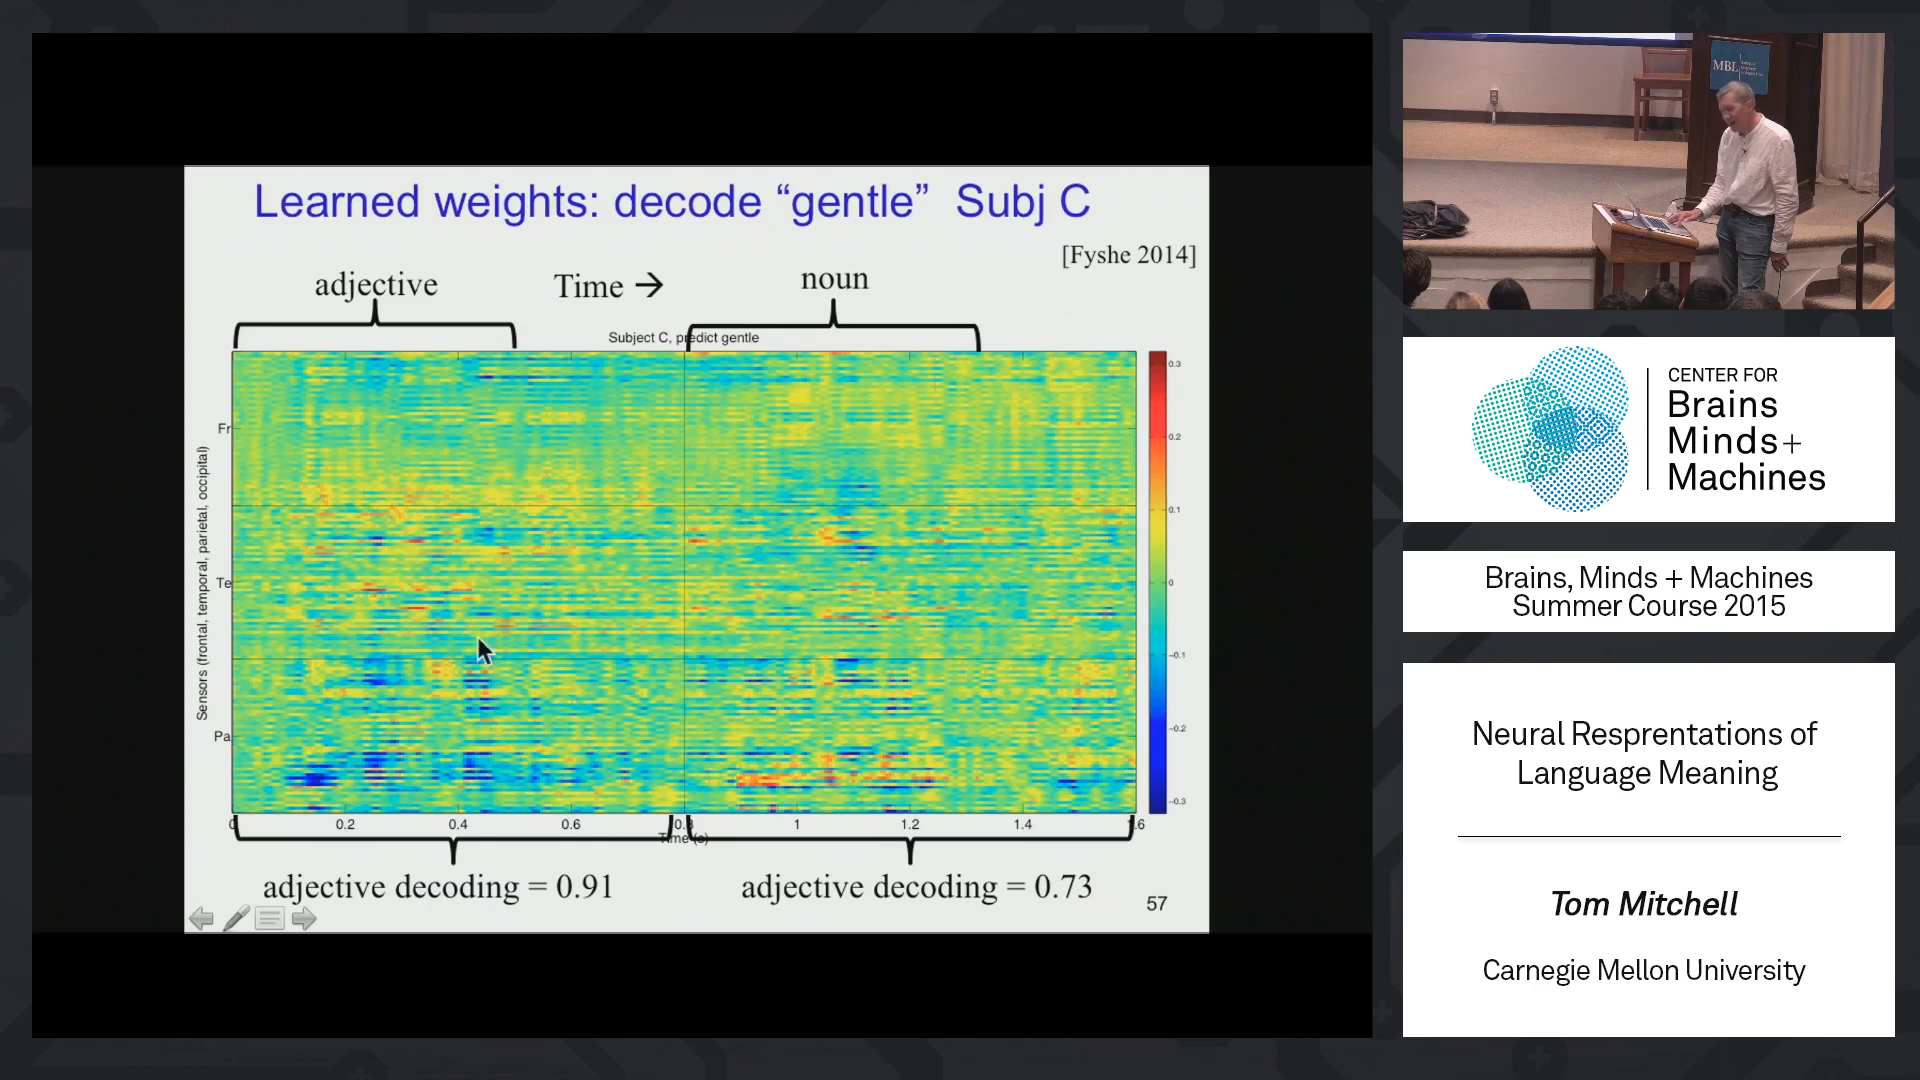 Learned weights: decode “gentle” Subj C
[Fyshe 2014]
adjective
Time →
noun
Subject C, predict gentle
Sensors (frontal, temporal, parietal, occipital)
Fr
Te
Pa
0.3
0.2
0.1
0
-0.1
-0.2
-0.3
0 0.2 0.4 0.6 0.8 1 1.2 1.4 1.6
Time (s)
adjective decoding = 0.91
adjective decoding = 0.73
57
MBL
CENTER FOR
Brains
Minds+
Machines
Brains, Minds + Machines
Summer Course 2015
Neural Resprentations of
Language Meaning
Tom Mitchell
Carnegie Mellon University